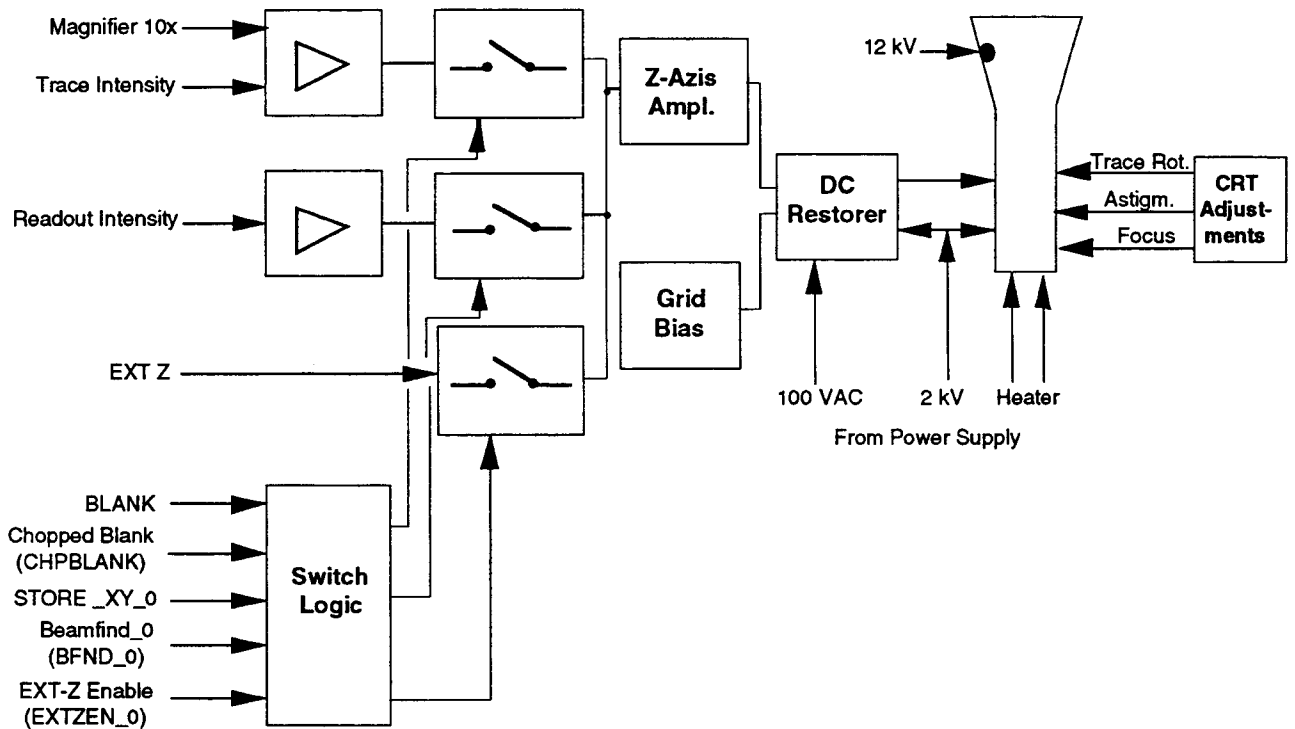 Magnifier 10x
Trace Intensity
Readout Intensity
EXT Z
BLANK
Chopped Blank
(CHPBLANK)
STORE _XY_0
Beamfind_0
(BFND_0)
EXT-Z Enable
(EXTZEN_0)
Switch
Logic
Z-Azis
Ampl.
Grid
Bias
DC
Restorer
100 VAC
2 kV
Heater
From Power Supply
12 kV
Trace Rot.
Astigm.
Focus
CRT
Adjust-
ments